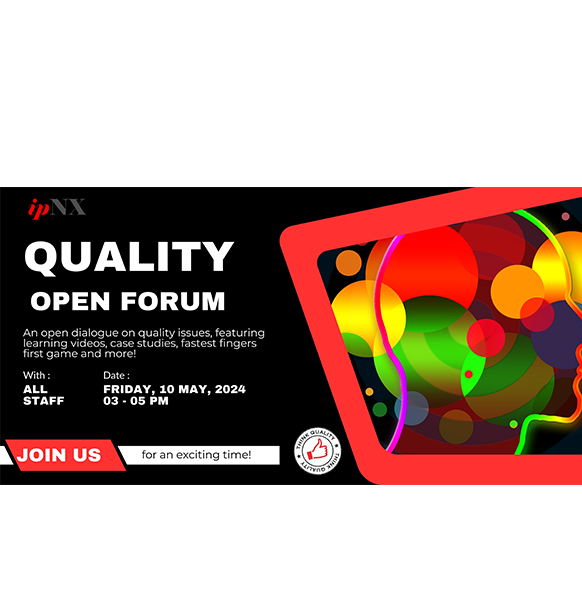 ipNX
QUALITY
OPEN FORUM
An open dialogue on quality issues, featuring
learning videos, case studies, fastest fingers
first game and more!
With :
ALL
STAFF
Date :
FRIDAY, 10 MAY, 2024
03 - 05 PM
JOIN US
for an exciting time!
THINK QUALITY
THINK QUALITY